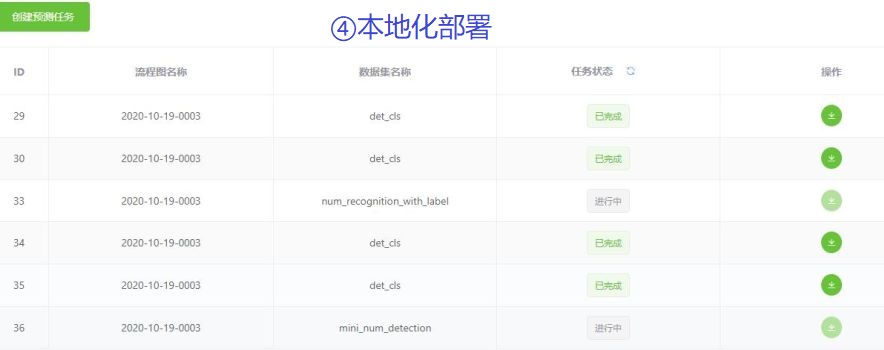 创建预测任务
④本地化部署
ID 流程图名称 数据集名称 任务状态 操作
29 2020-10-19-0003 det_cls 已完成
30 2020-10-19-0003 det_cls 已完成
33 2020-10-19-0003 num_recognition_with_label 进行中
34 2020-10-19-0003 det_cls 已完成
35 2020-10-19-0003 det_cls 已完成
36 2020-10-19-0003 mini_num_detection 进行中